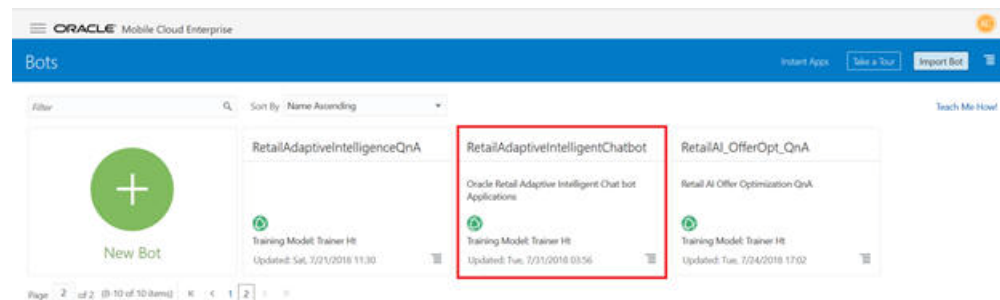 ORACLE Mobile Cloud Enterprise
Bots
Instant Apps
Take a Tour
Import Bot
Filter
Sort By Name Ascending
Teach Me How!
New Bot
RetailAdaptiveIntelligenceQnA
Training Model: Trainer Ht
Updated: Sat, 7/21/2018 11:30
RetailAdaptiveIntelligentChatbot
Oracle Retail Adaptive Intelligent Chat bot
Applications
Training Model: Trainer Ht
Updated: Tue, 7/31/2018 03:56
RetailAI_OfferOpt_QnA
Retail AI Offer Optimization QnA
Training Model: Trainer Ht
Updated: Tue, 7/24/2018 17:02
Page 2 of 2 (8-10 of 10 items) 1 2